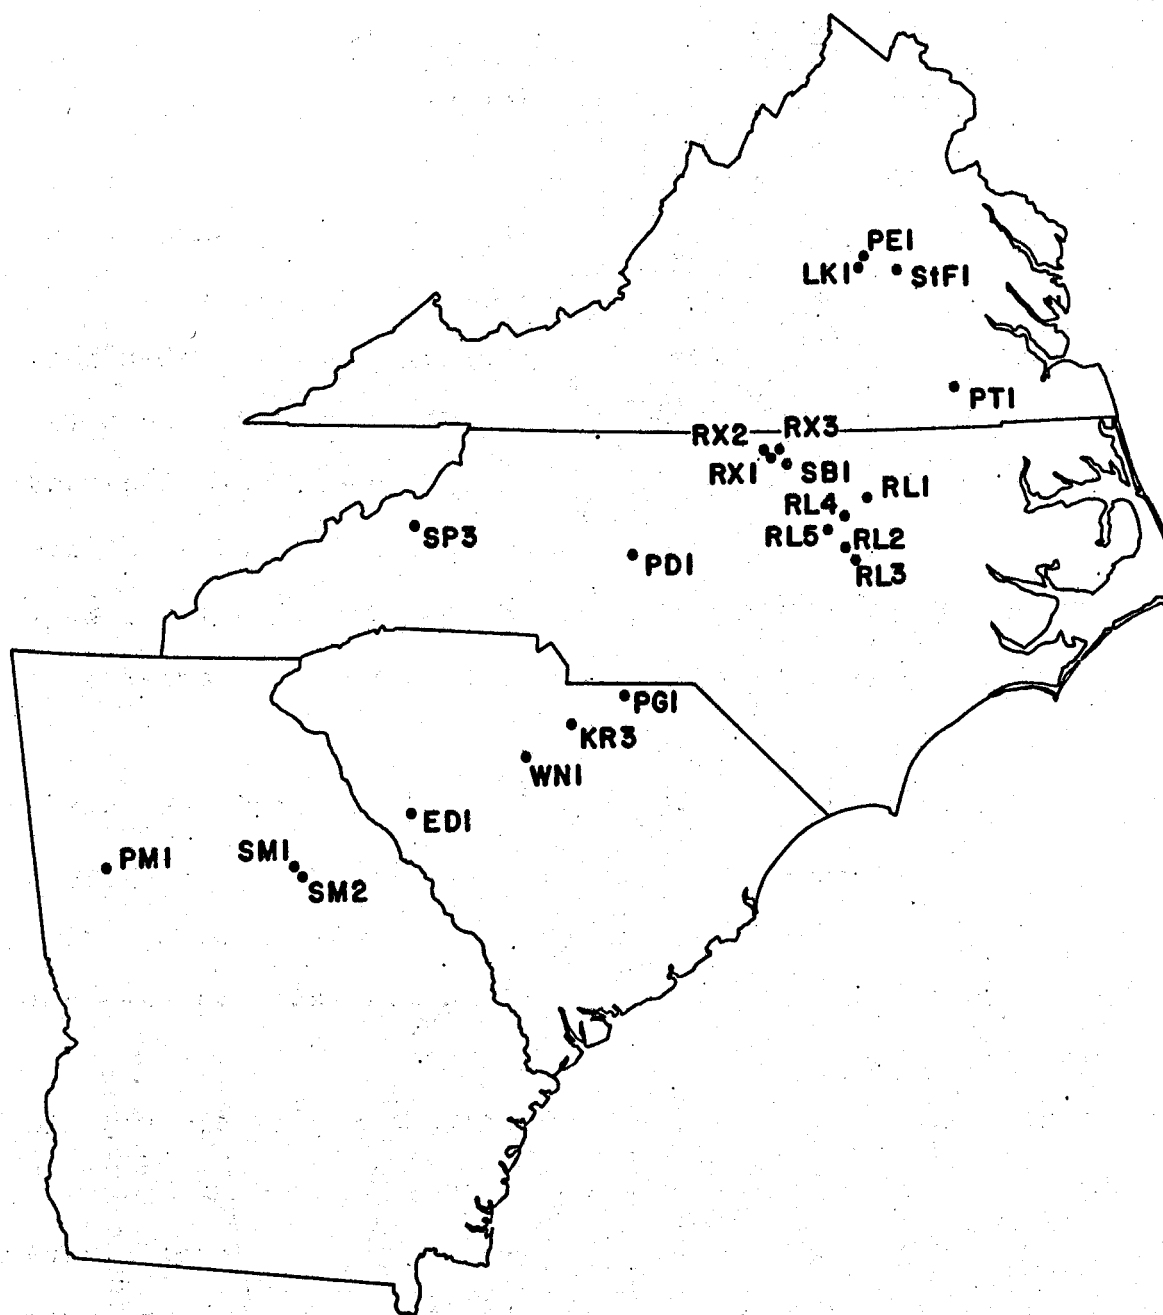 PE1
LK1
StF1
PT1
RX2
RX3
RX1
SB1
RL1
RL4
RL5
RL2
RL3
SP3
PD1
PG1
KR3
WN1
ED1
PM1
SM1
SM2